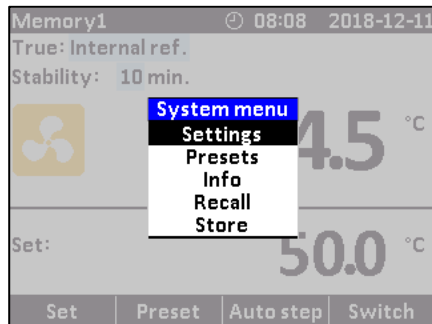 Memory1 08:08 2018-12-11
True: Internal ref.
Stability: 10 min.
System menu
Settings
Presets
Info
Recall
Store
4.5 °C
Set: 50.0 °C
Set Preset Auto step Switch